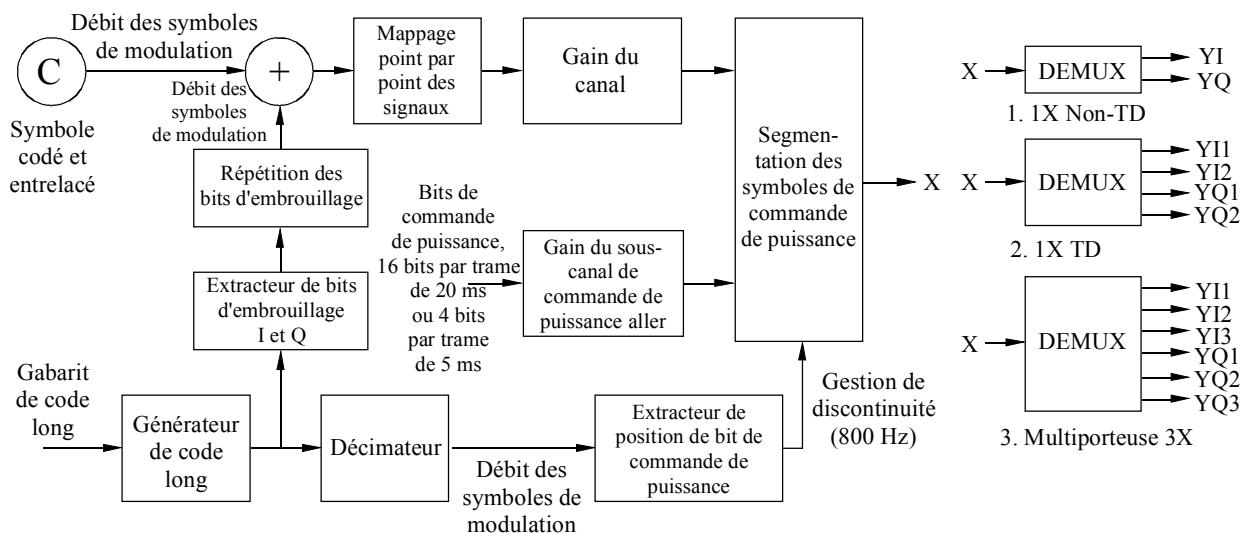 Débit des symboles
de modulation
C
Symbole
codé et
entrelacé
+
Débit des
symboles
de modulation
Mappage
point par
point des
signaux
Gain du
canal
Segmen-
tation des
symboles de
commande
de puissance
X
Répétition des
bits d'embrouillage
Extracteur de bits
d'embrouillage
I et Q
Bits de
commande
de puissance,
16 bits par trame
de 20 ms
ou 4 bits
par trame
de 5 ms
Gain du sous-
canal de
commande de
puissance aller
Gabarit
de code
long
Générateur
de code
long
Décimateur
Débit des
symboles de
modulation
Extracteur de
position de bit de
commande de
puissance
Gestion de
discontinuité
(800 Hz)
X
DEMUX
YI
YQ
1. 1X Non-TD
X
DEMUX
YI1
YI2
YQ1
YQ2
2. 1X TD
X
DEMUX
YI1
YI2
YI3
YQ1
YQ2
YQ3
3. Multiporteuse 3X